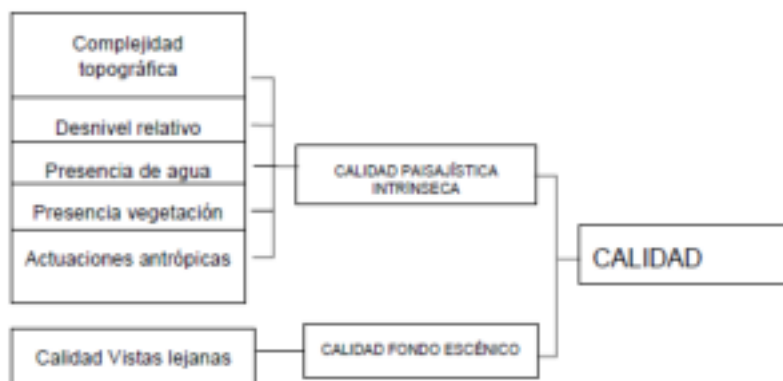 Complejidad
topográfica
Desnivel relativo
Presencia de agua
Presencia vegetación
Actuaciones antrópicas
CALIDAD PAISAJÍSTICA
INTRINSECA
CALIDAD
Calidad Vistas lejanas
CALIDAD FONDO ESCÉNICO